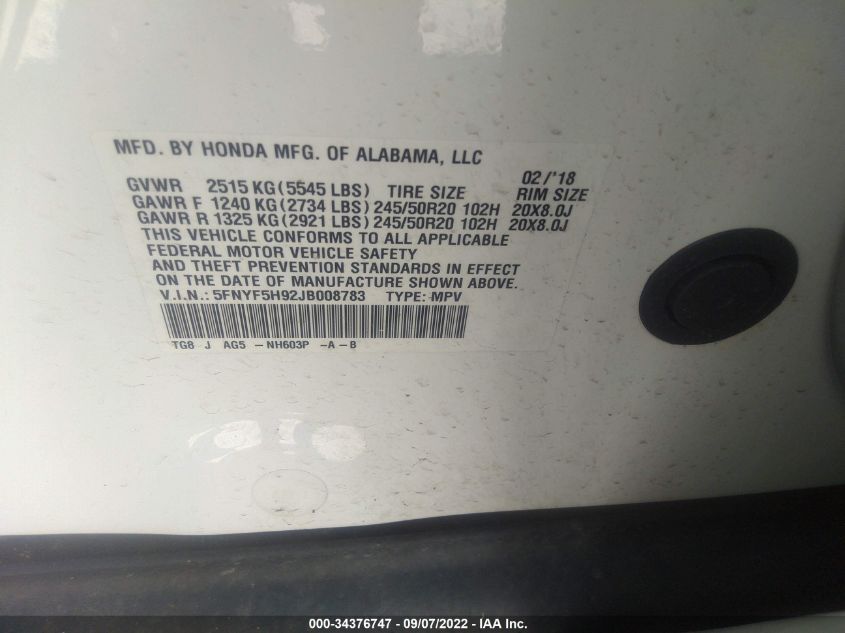 MFD. BY HONDA MFG. OF ALABAMA, LLC
02/'18
GVWR 2515 KG(5545 LBS) TIRE SIZE RIM SIZE
GAWR F 1240 KG(2734 LBS)245/50R20 102H 20X8.0J
GAWR R 1325 KG(2921 LBS)245/50R20 102H 20X8.0J
THIS VEHICLE CONFORMS TO ALL APPLICABLE
FEDERAL MOTOR VEHICLE SAFETY
AND THEFT PREVENTION STANDARDS IN EFFECT
ON THE DATE OF MANUFACTURE SHOWN ABOVE.
V.I.N.: 5FNYF5H92JB008783 TYPE: MPV
TG8 J AG5 -NH603P -A-B
000-34376747 - 09/07/2022 - IAA Inc.